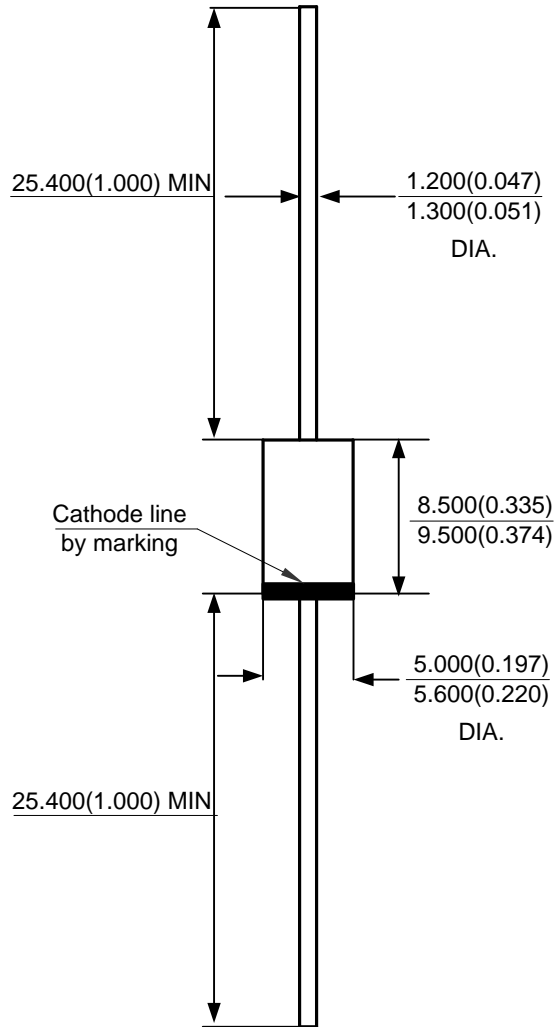 25.400(1.000) MIN
1.200(0.047)
1.300(0.051)
DIA.
8.500(0.335)
9.500(0.374)
Cathode line
by marking
5.000(0.197)
5.600(0.220)
DIA.
25.400(1.000) MIN